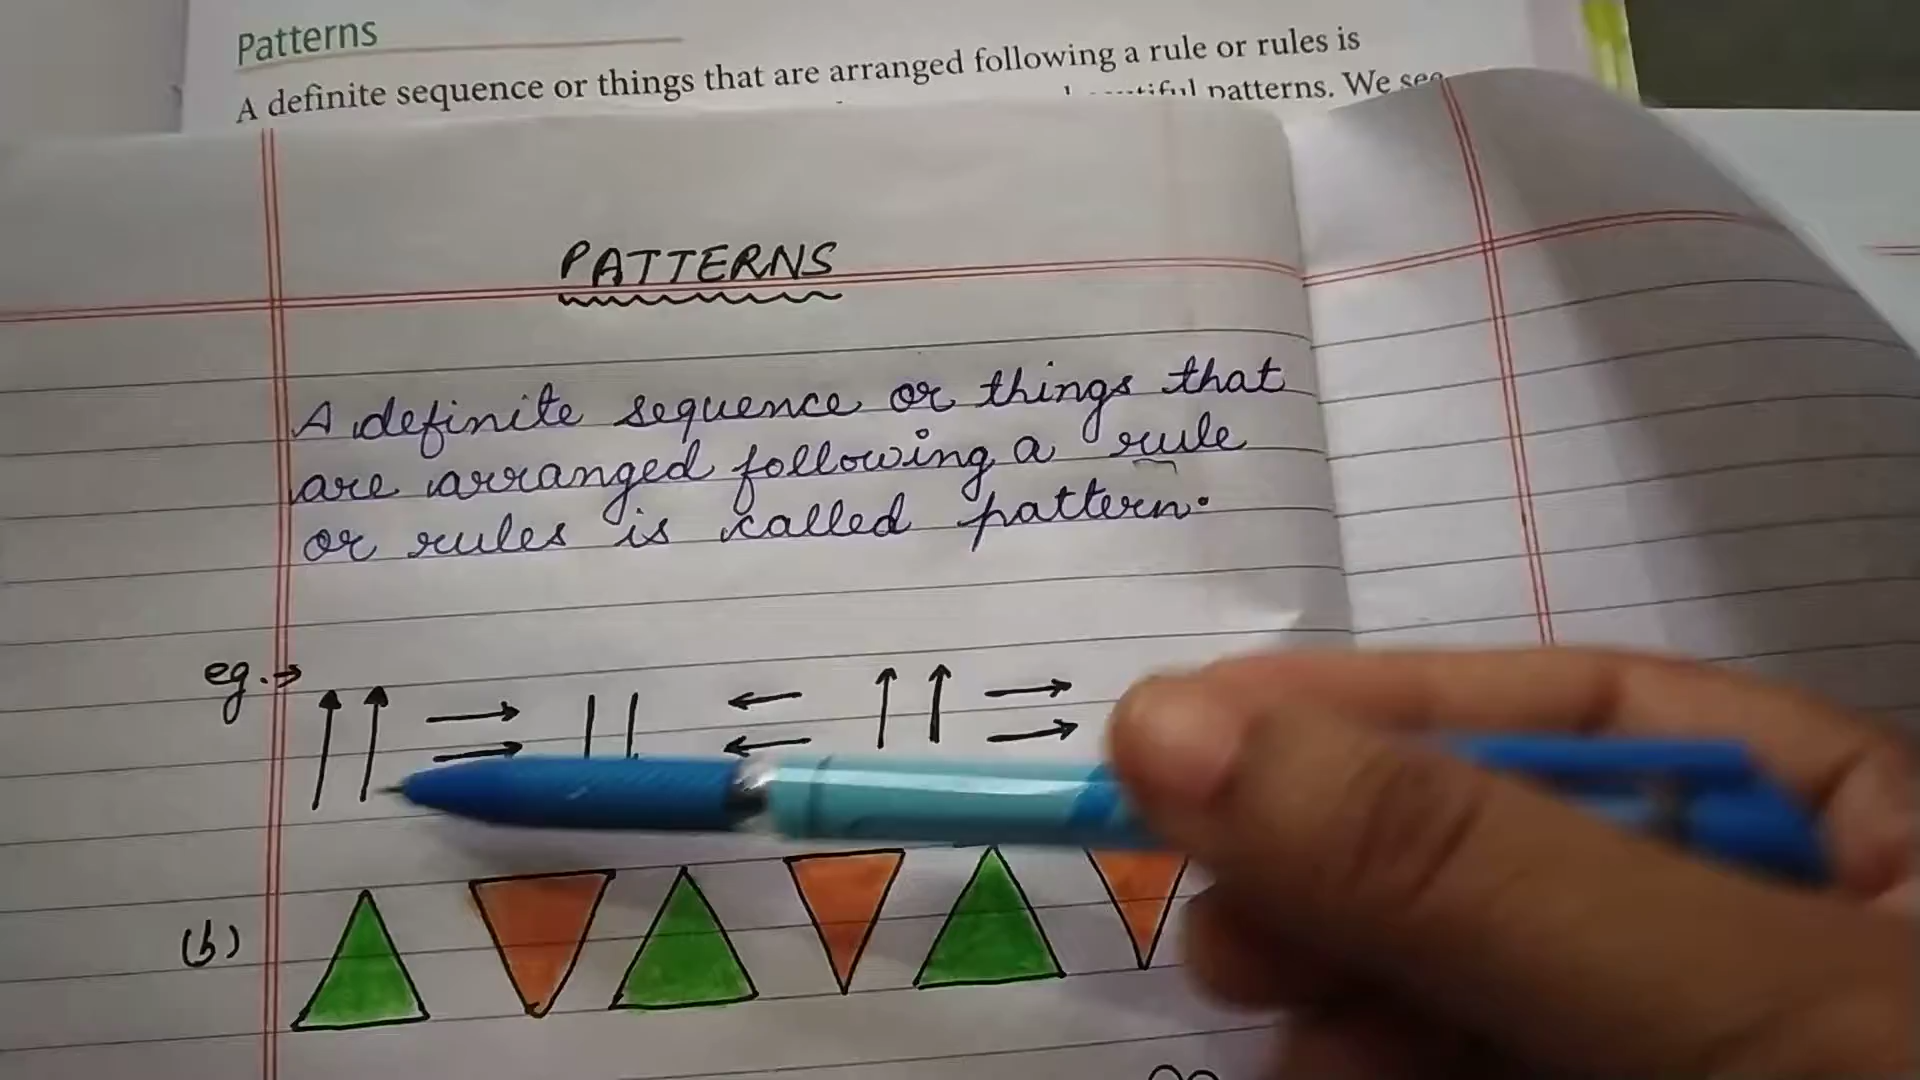 Patterns
A definite sequence or things that are arranged following a rule or rules is
patterns. We see
PATTERNS
A definite sequence or things that
are arranged following a rule
or rules is called pattern.
eg.→
(b)